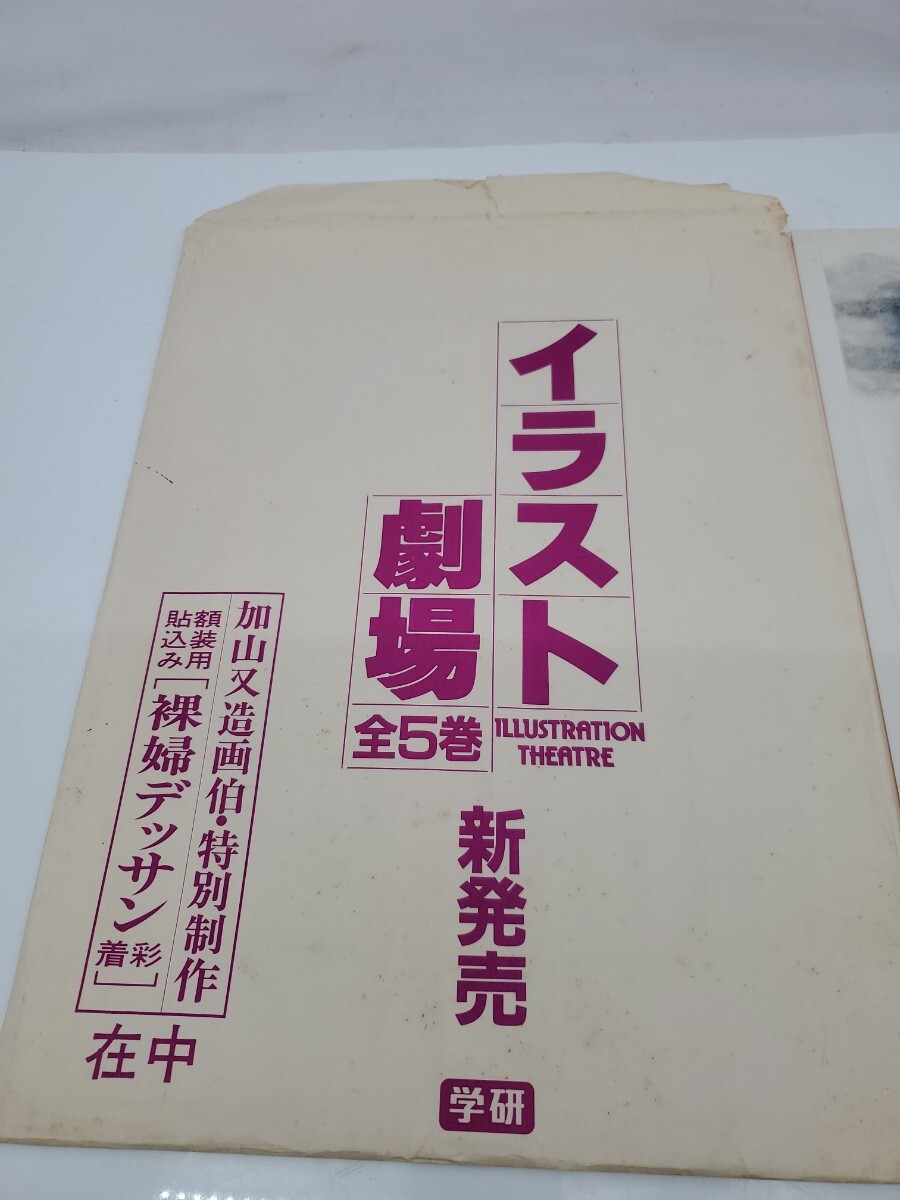 イラスト
劇場
全5巻
ILLUSTRATION
THEATRE
新発売
加山又造画伯・特別制作
額装用
貼込み
[裸婦デッサン
着彩]
在中
学研